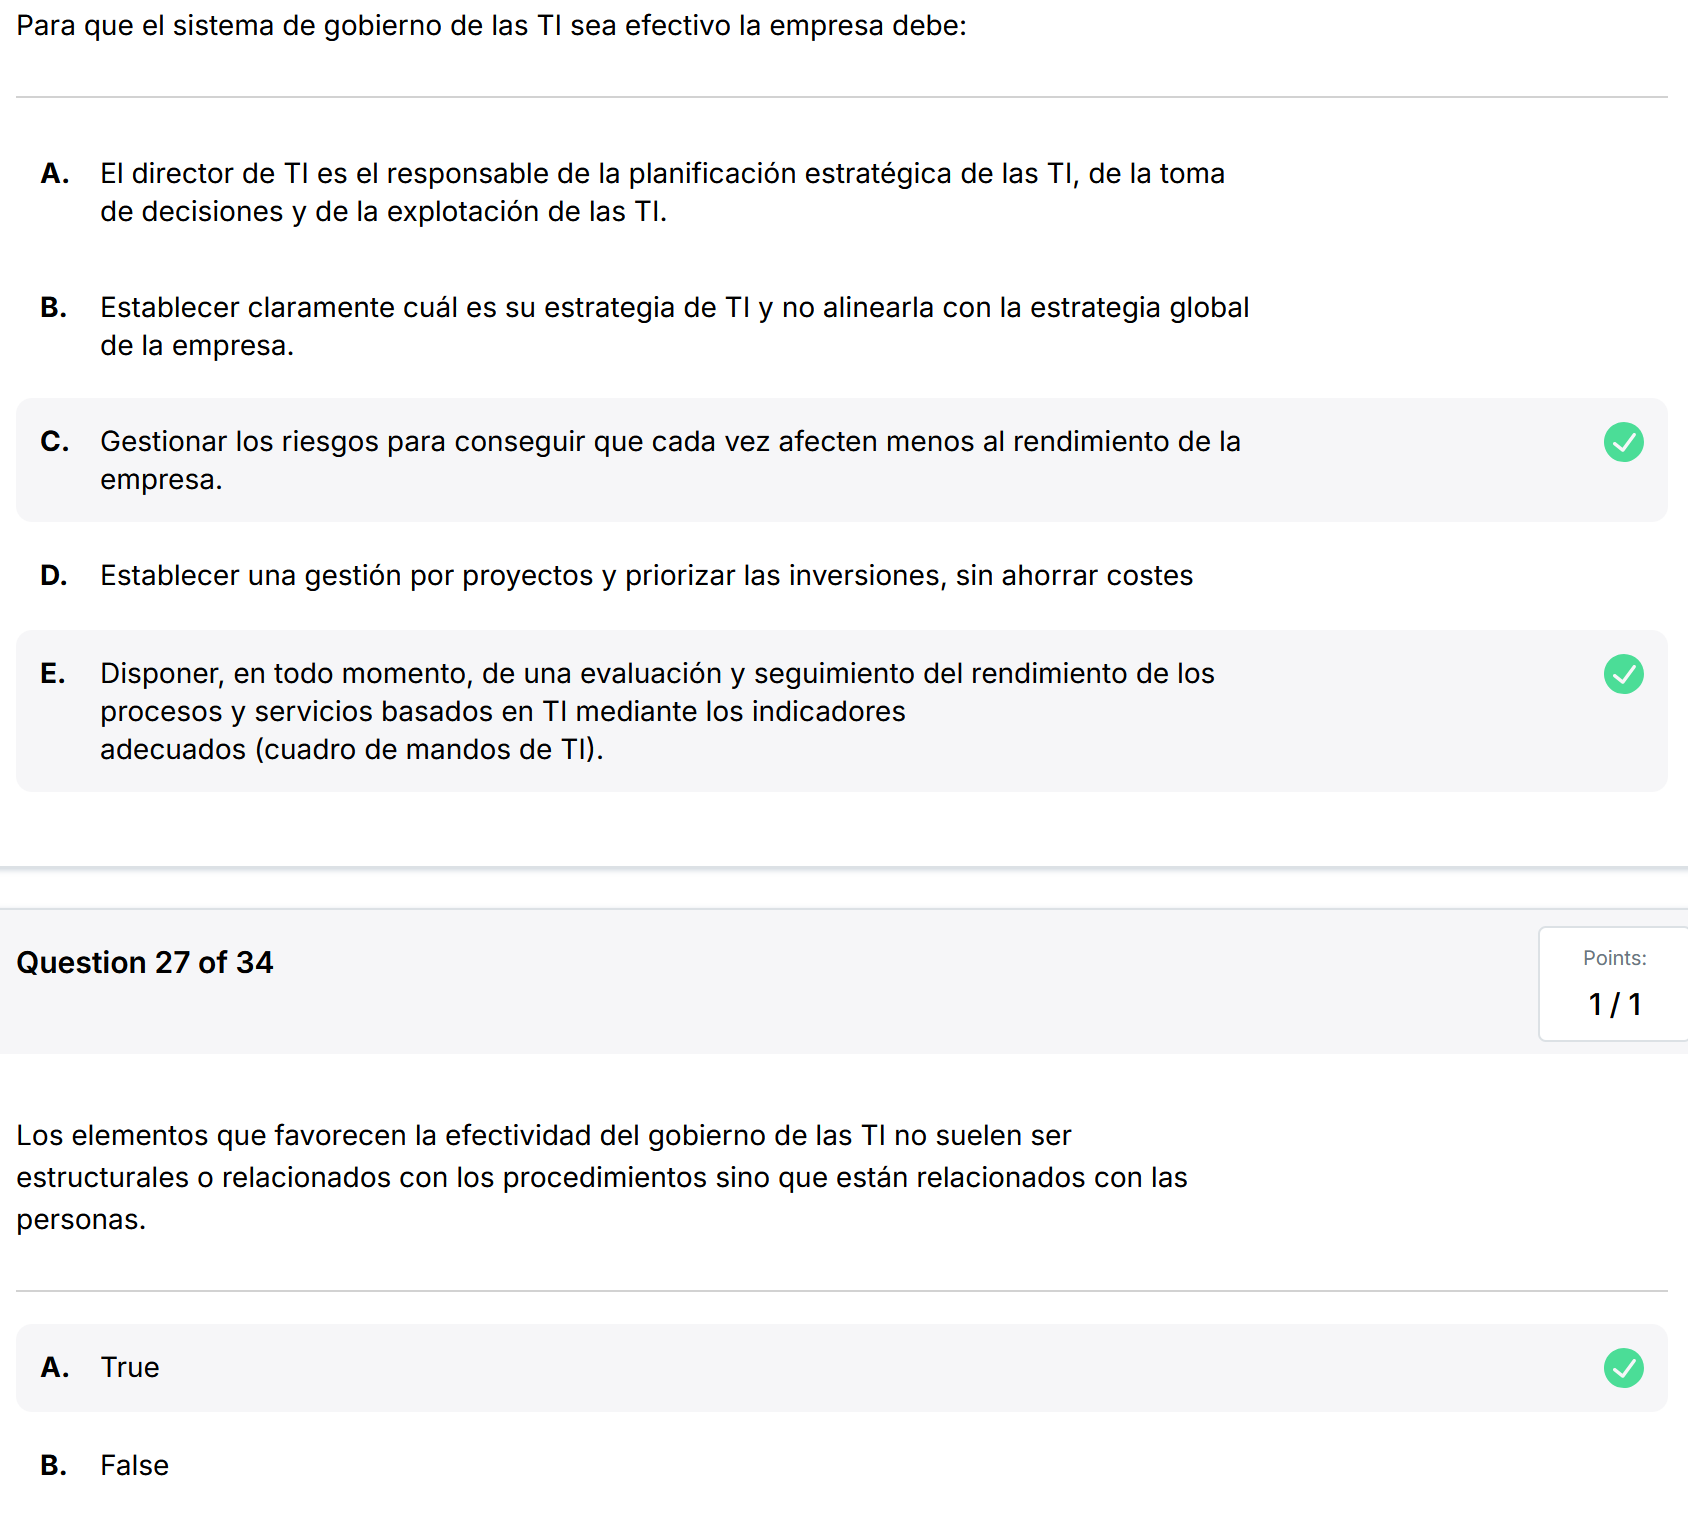 Para que el sistema de gobierno de las TI sea efectivo la empresa debe:
A. El director de TI es el responsable de la planificación estratégica de las TI, de la toma
de decisiones y de la explotación de las TI.
B. Establecer claramente cuál es su estrategia de TI y no alinearla con la estrategia global
de la empresa.
C. Gestionar los riesgos para conseguir que cada vez afecten menos al rendimiento de la
empresa.
D. Establecer una gestión por proyectos y priorizar las inversiones, sin ahorrar costes
E. Disponer, en todo momento, de una evaluación y seguimiento del rendimiento de los
procesos y servicios basados en TI mediante los indicadores
adecuados (cuadro de mandos de TI).
Question 27 of 34
Points:
1 / 1
Los elementos que favorecen la efectividad del gobierno de las TI no suelen ser
estructurales o relacionados con los procedimientos sino que están relacionados con las
personas.
A. True
B. False